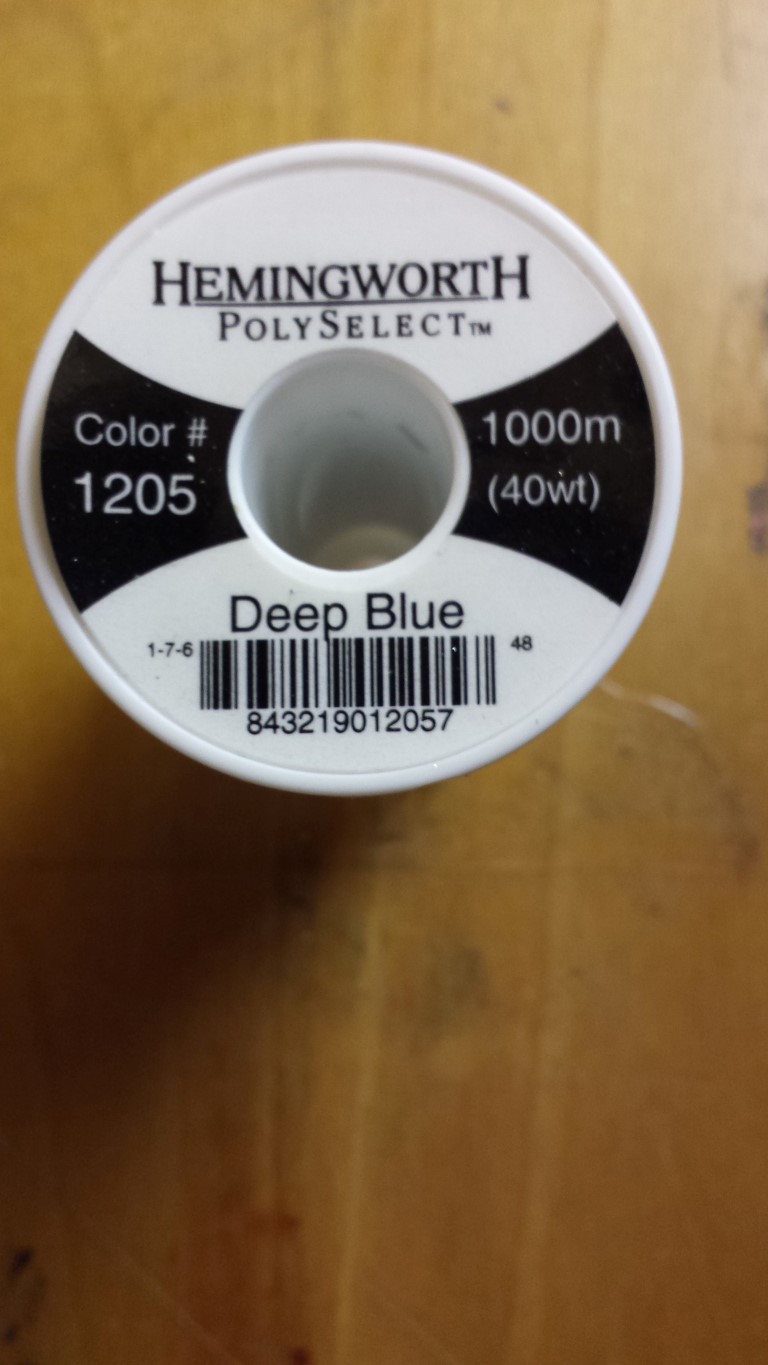 HEMINGWORTH
POLYSELECT™
Color #
1205
1000m
(40wt)
Deep Blue
1-7-6
48
843219012057